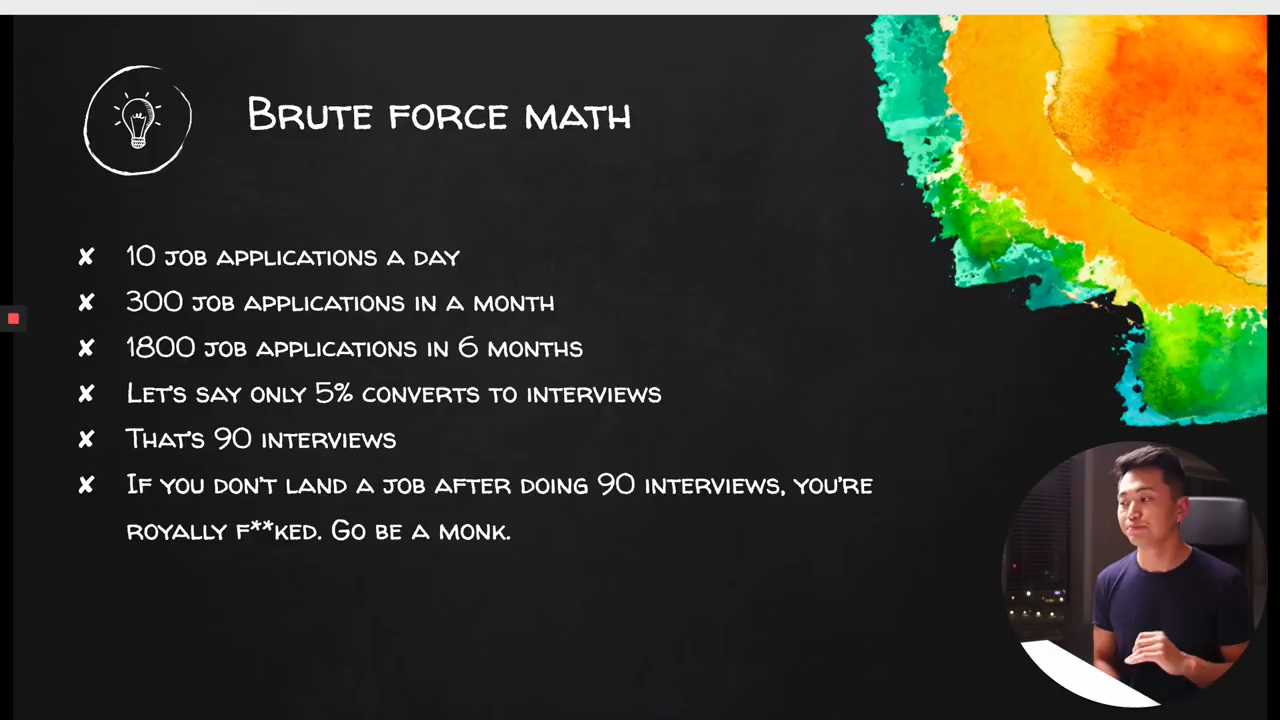 Brute force math
✘ 10 job applications a day
✘ 300 job applications in a month
✘ 1800 job applications in 6 months
✘ Let's say only 5% converts to interviews
✘ That's 90 interviews
✘ If you don't land a job after doing 90 interviews, you're
royally f**ked. Go be a monk.